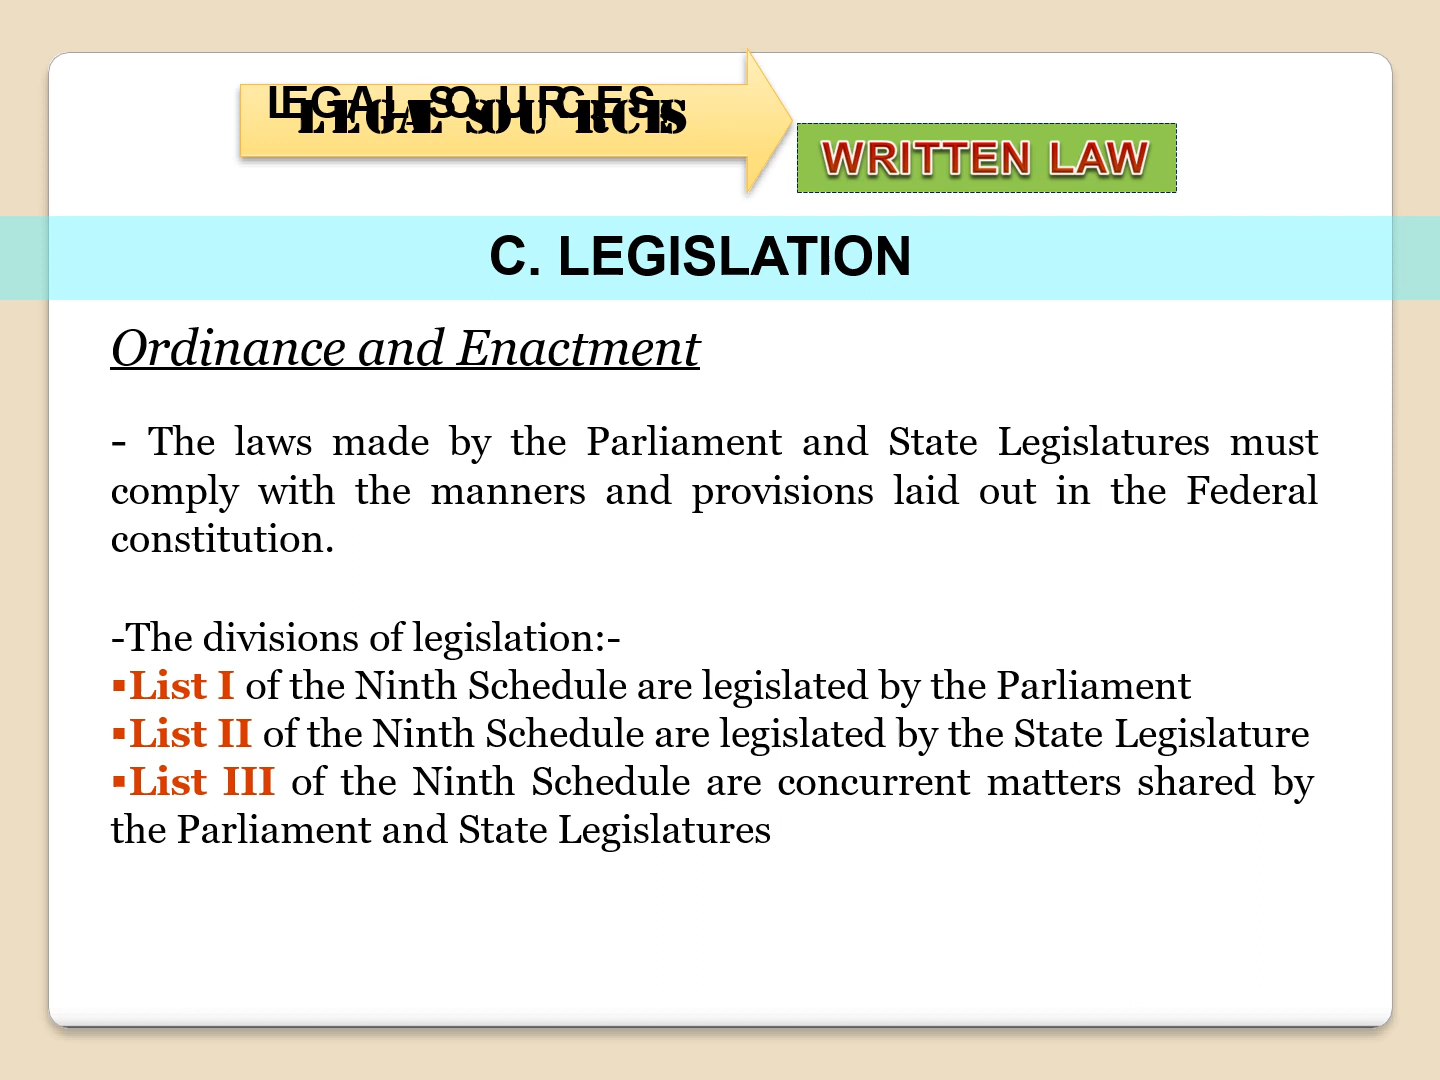 LEGAL SOURCES
WRITTEN LAW
C. LEGISLATION
Ordinance and Enactment
- The laws made by the Parliament and State Legislatures must
comply with the manners and provisions laid out in the Federal
constitution.
-The divisions of legislation:-
▪List I of the Ninth Schedule are legislated by the Parliament
▪List II of the Ninth Schedule are legislated by the State Legislature
▪List III of the Ninth Schedule are concurrent matters shared by
the Parliament and State Legislatures